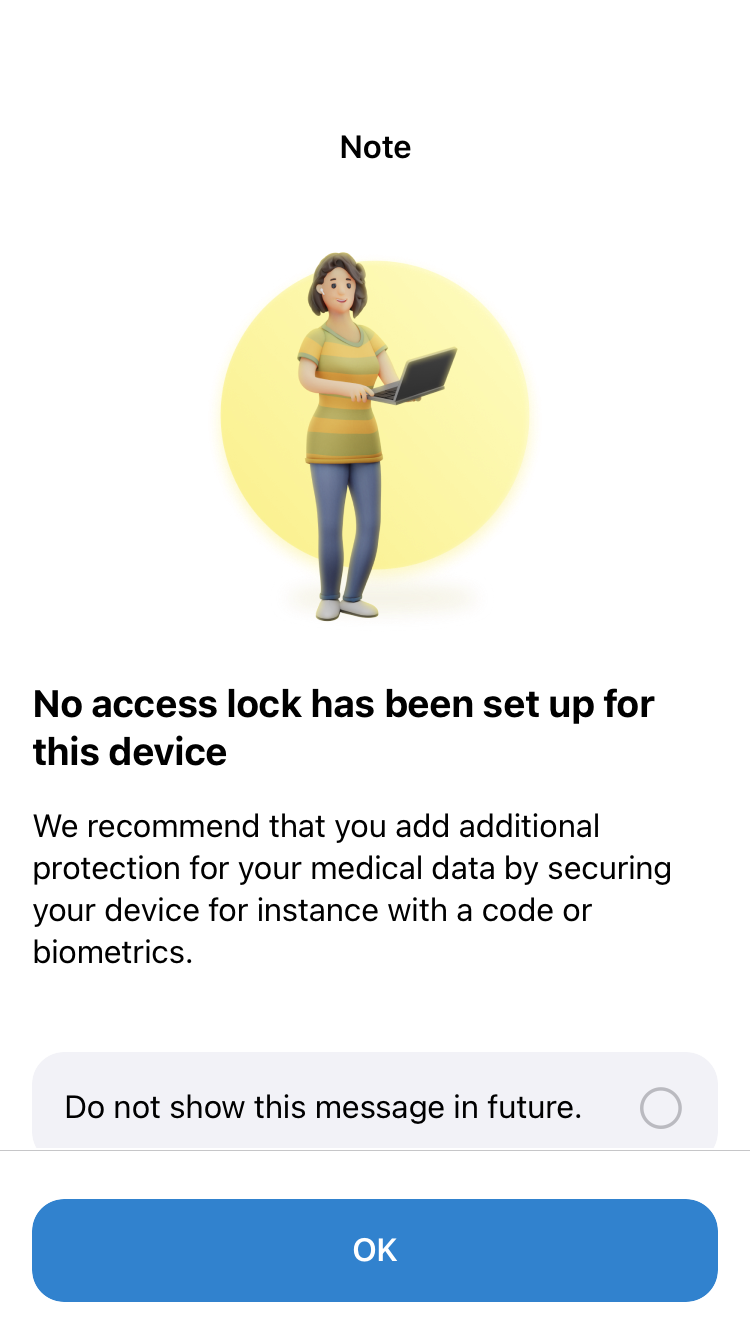 Note
No access lock has been set up for
this device
We recommend that you add additional
protection for your medical data by securing
your device for instance with a code or
biometrics.
Do not show this message in future.
OK